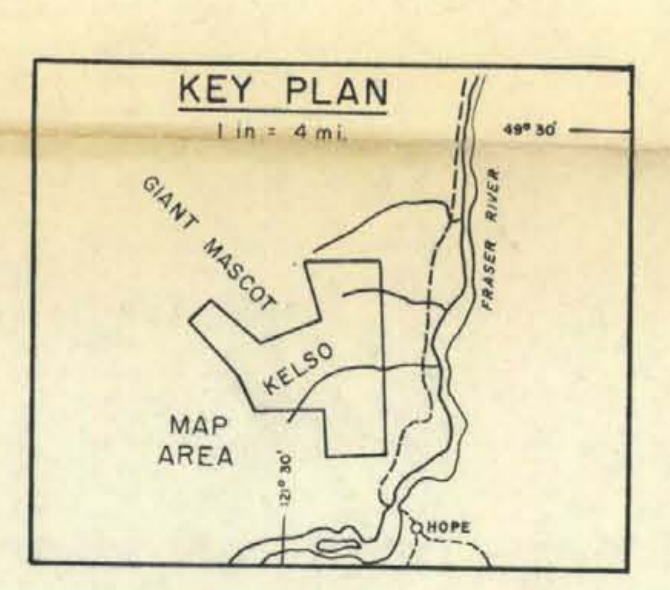 KEY PLAN
1 in. = 4 mi.
49° 30'
GIANT MASCOT
FRASER RIVER.
KELSO
MAP
AREA
121° 30'
HOPE